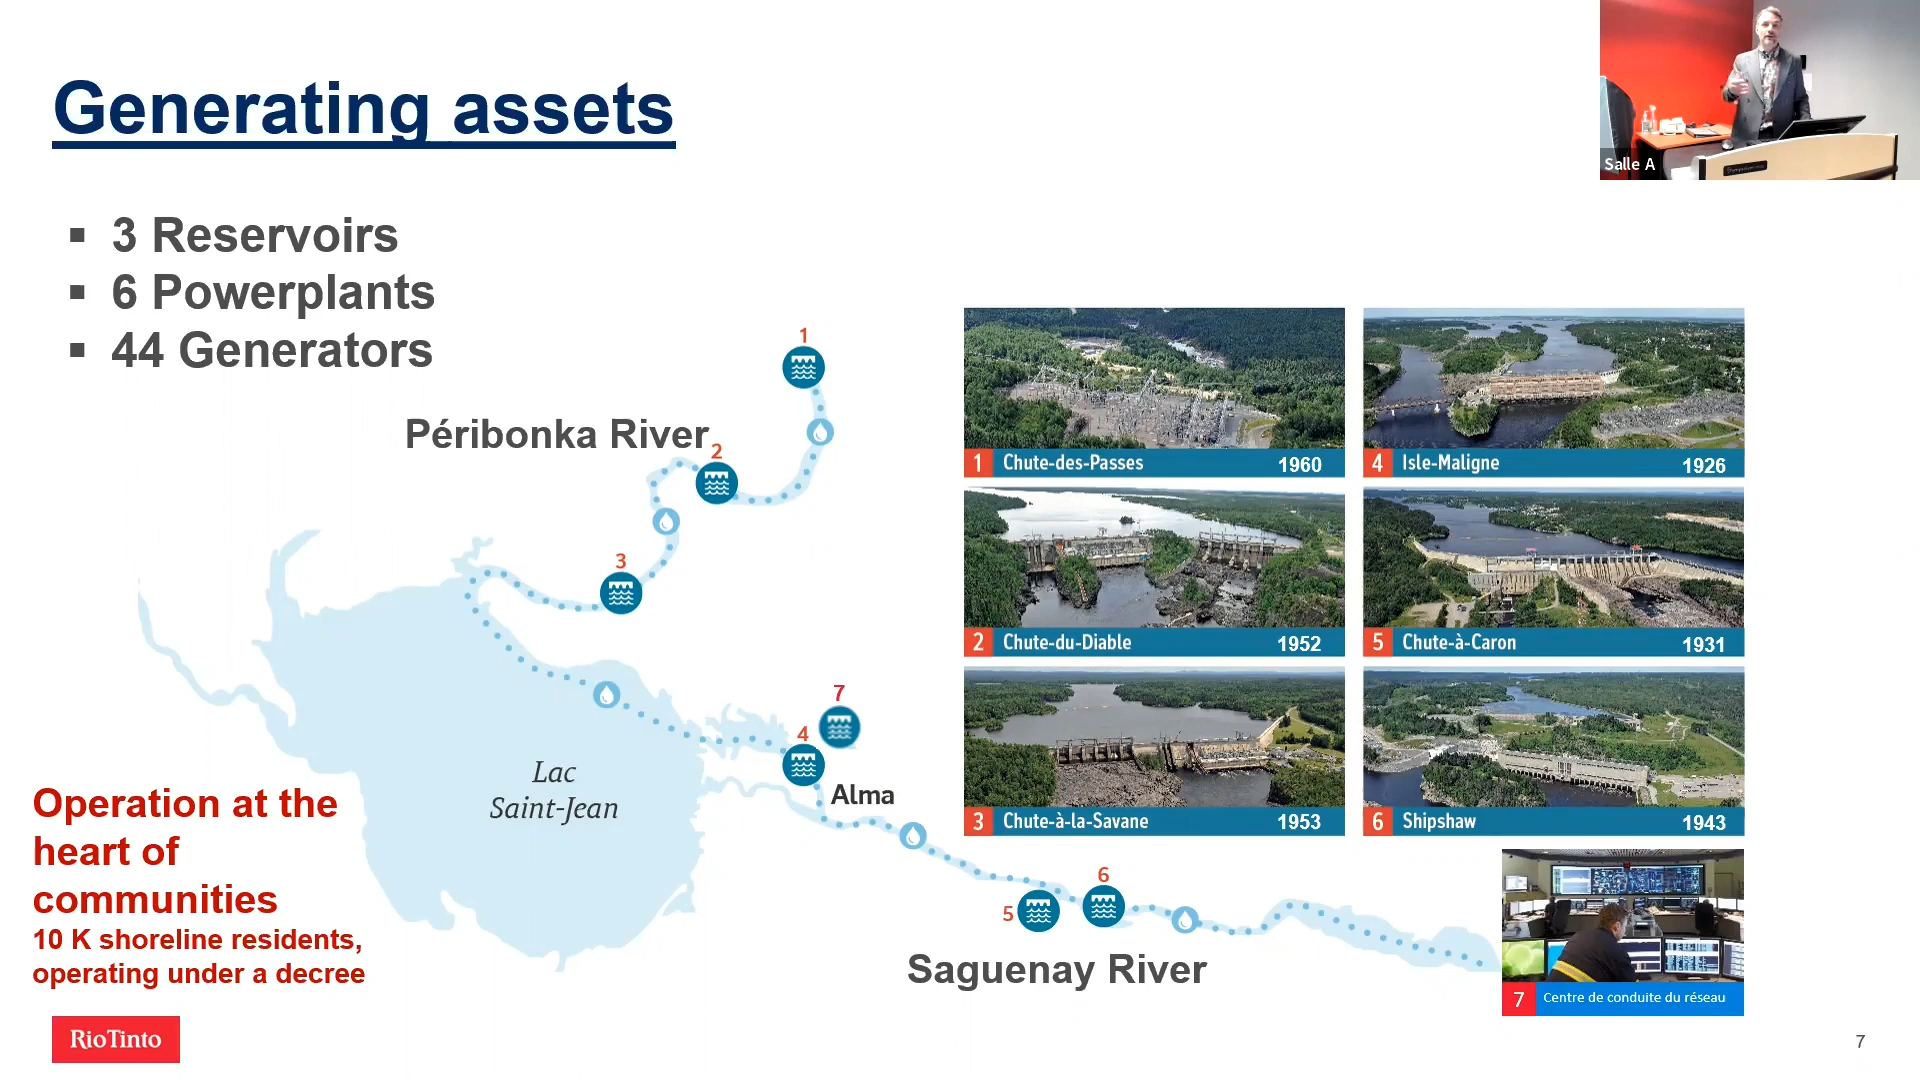 Generating assets
Salle A
▪ 3 Reservoirs
▪ 6 Powerplants
▪ 44 Generators
Péribonka River
1
2
3
7
4
Lac
Saint-Jean
Alma
5
6
Saguenay River
1 Chute-des-Passes 1960
4 Isle-Maligne 1926
2 Chute-du-Diable 1952
5 Chute-à-Caron 1931
3 Chute-à-la-Savane 1953
6 Shipshaw 1943
7 Centre de conduite du réseau
Operation at the
heart of
communities
10 K shoreline residents,
operating under a decree
RioTinto
7